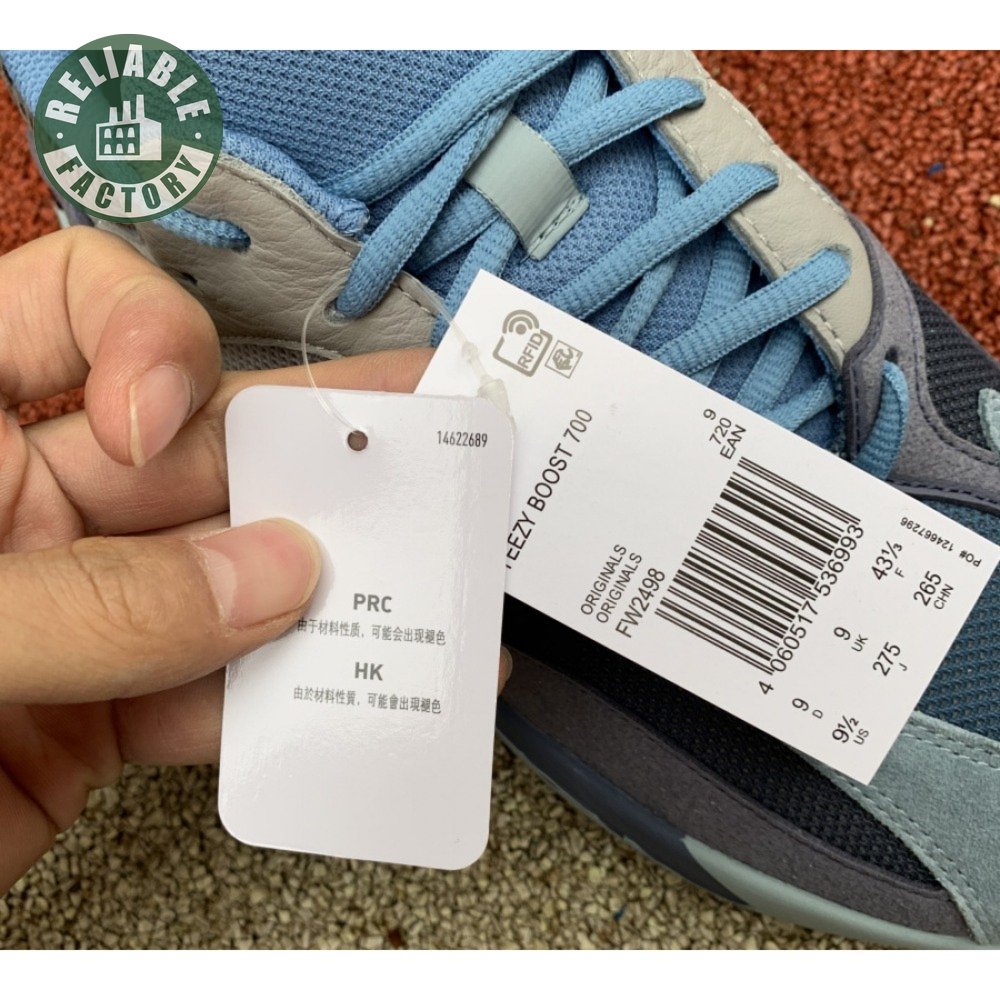 RELIABLE
FACTORY
14622689
PRC
由于材料性质，可能会出现褪色
HK
由於材料性質，可能會出現褪色
RFID
YEEZY BOOST 700
ORIGINALS
ORIGINALS
FW2498
9
720
EAN
4 060517 536993
9 D
9 UK
43⅓ F
9½ US
275 J
265 CHN
PO# 124667296